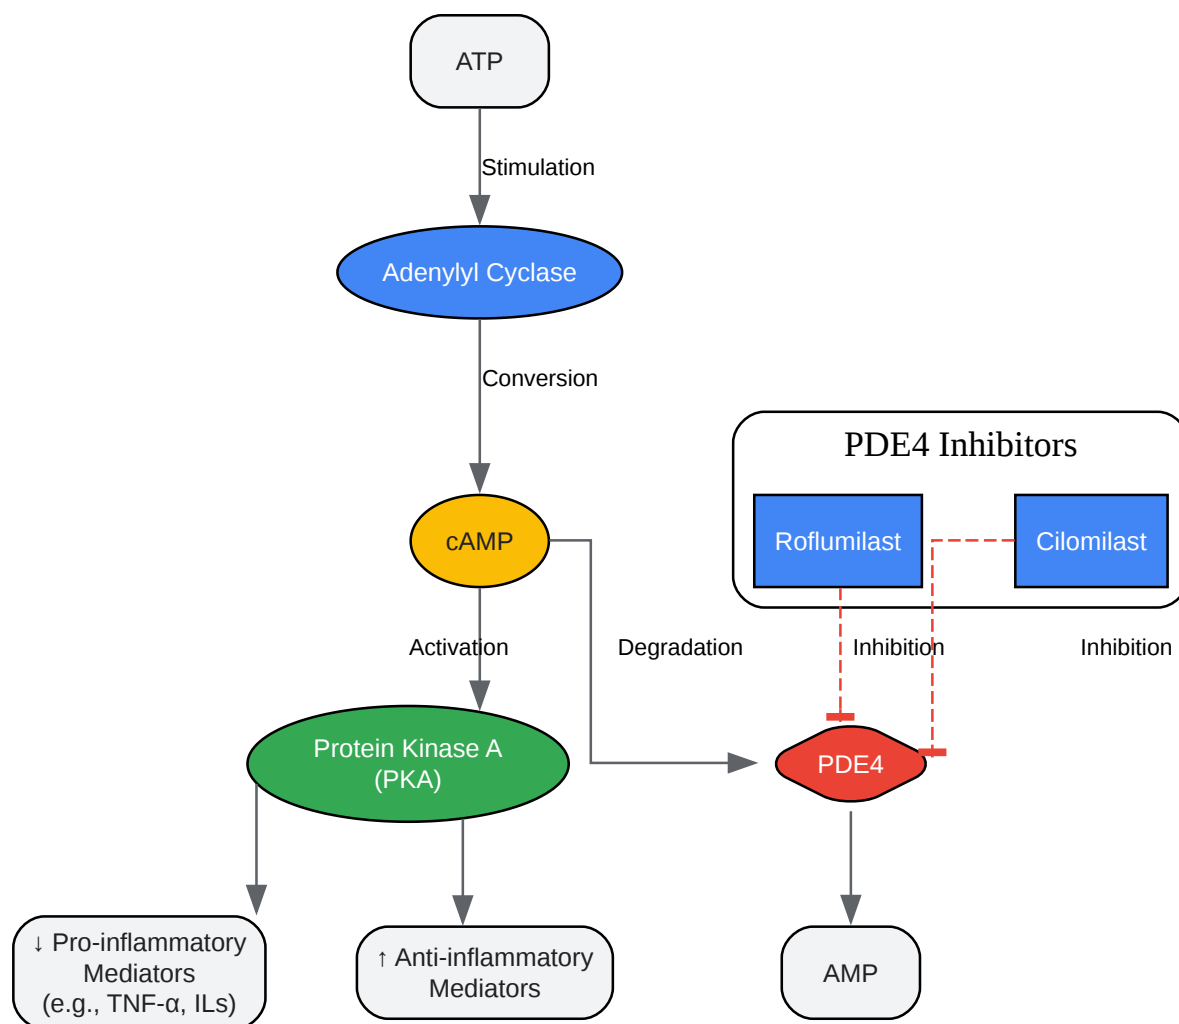 ATP
Stimulation
Adenylyl Cyclase
Conversion
PDE4 Inhibitors
Roflumilast
Cilomilast
cAMP
Activation
Degradation
Inhibition
Inhibition
Protein Kinase A
(PKA)
PDE4
↓ Pro-inflammatory
Mediators
(e.g., TNF-α, ILs)
↑ Anti-inflammatory
Mediators
AMP